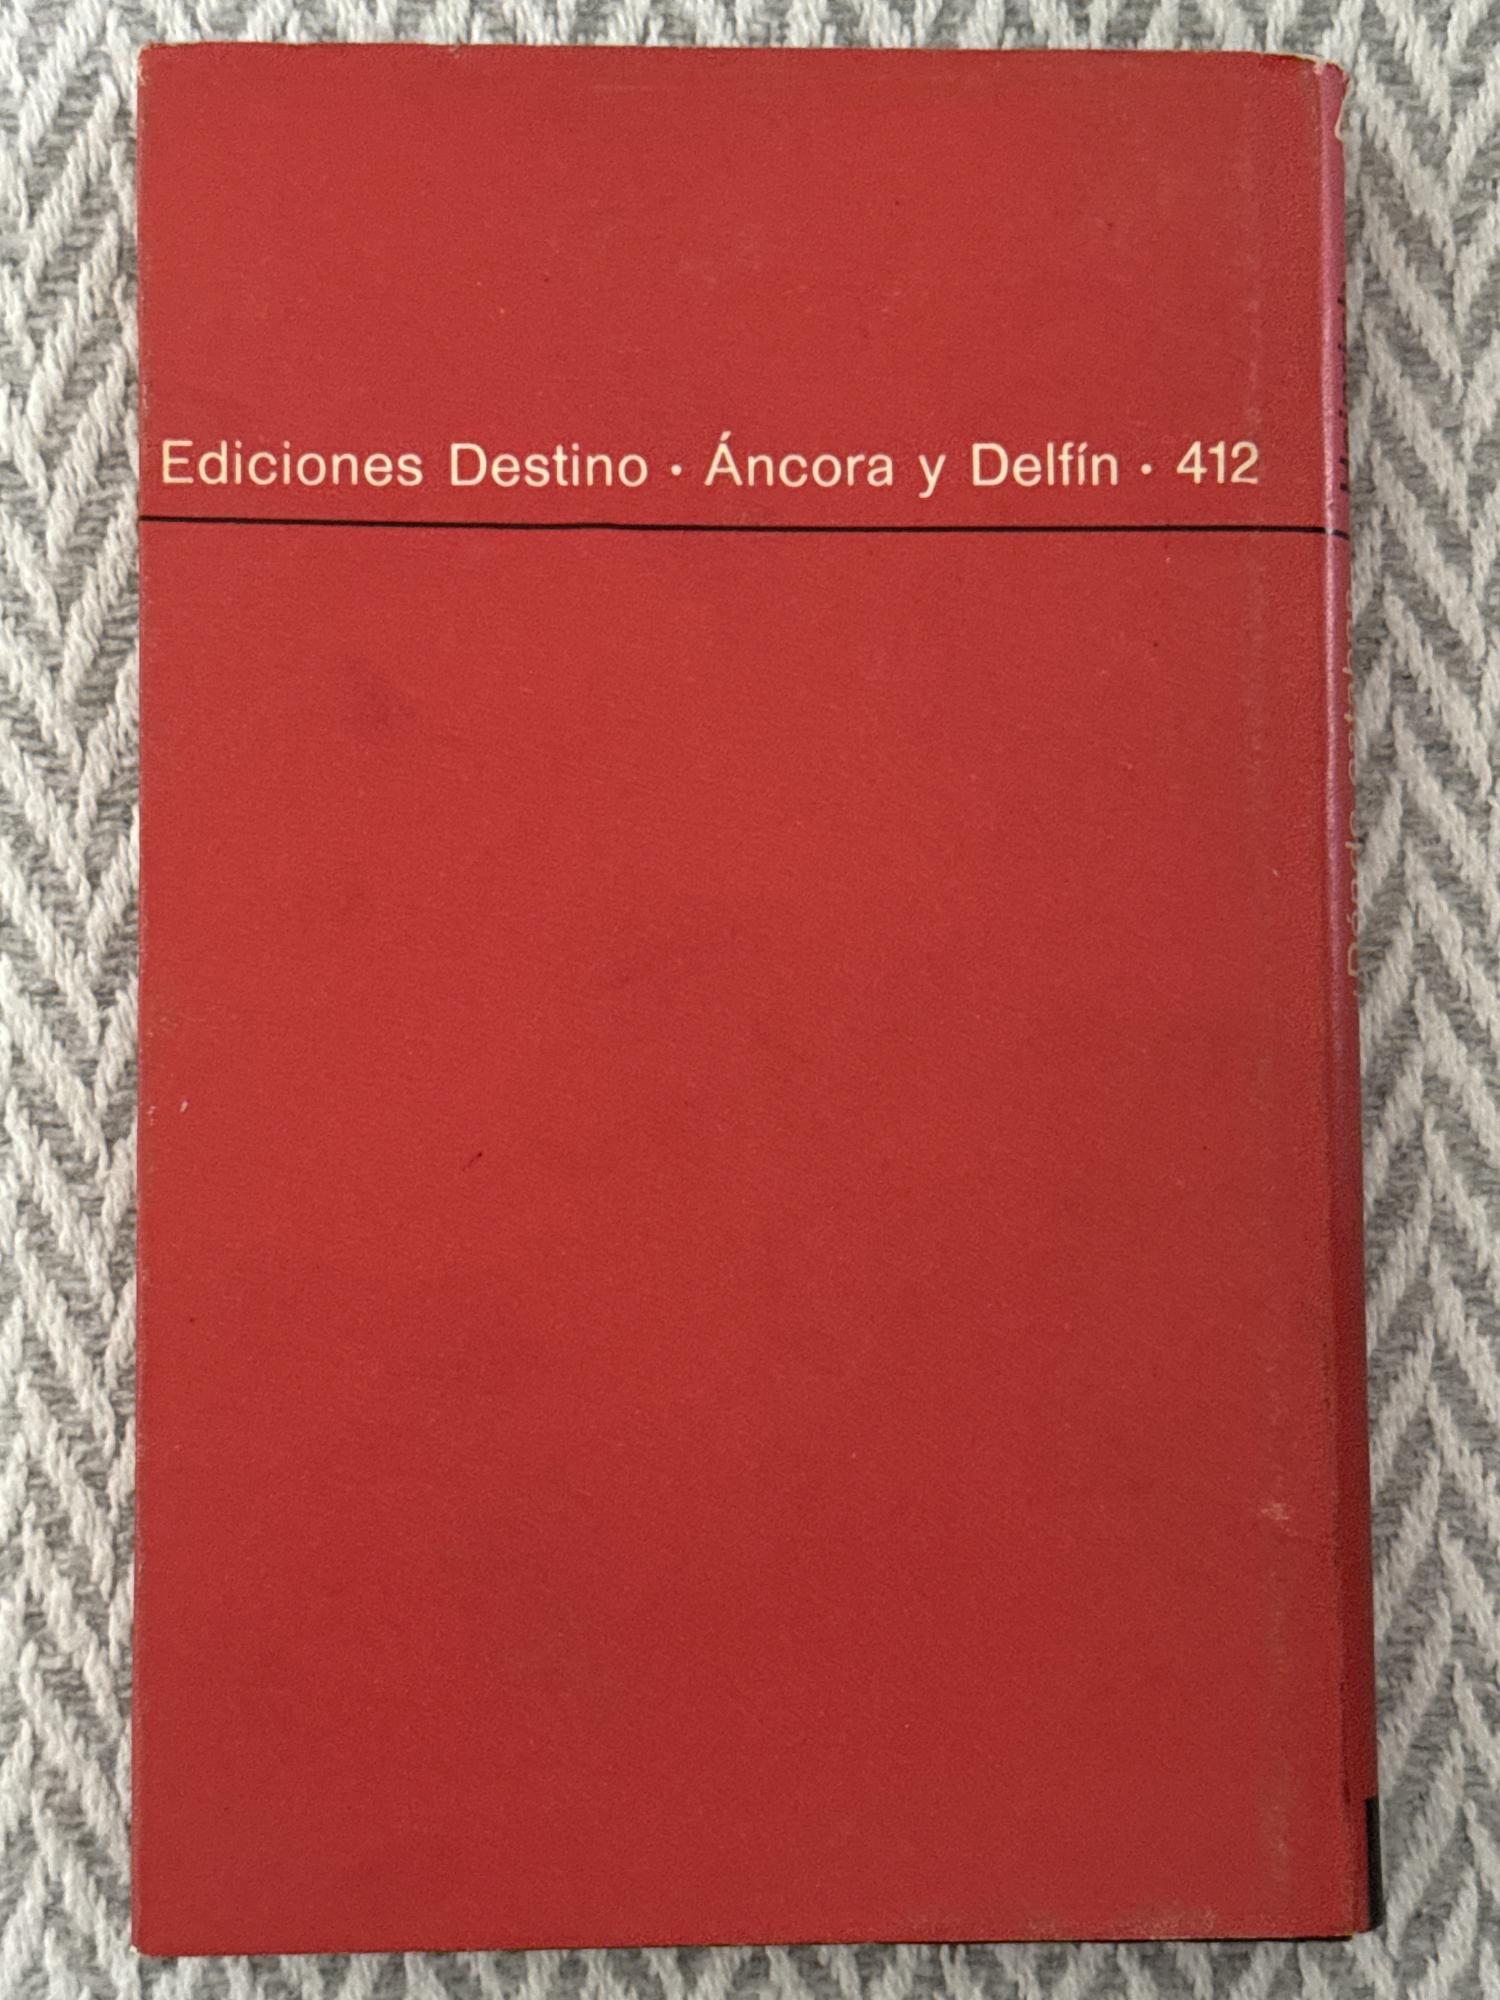 Ediciones Destino · Áncora y Delfín · 412